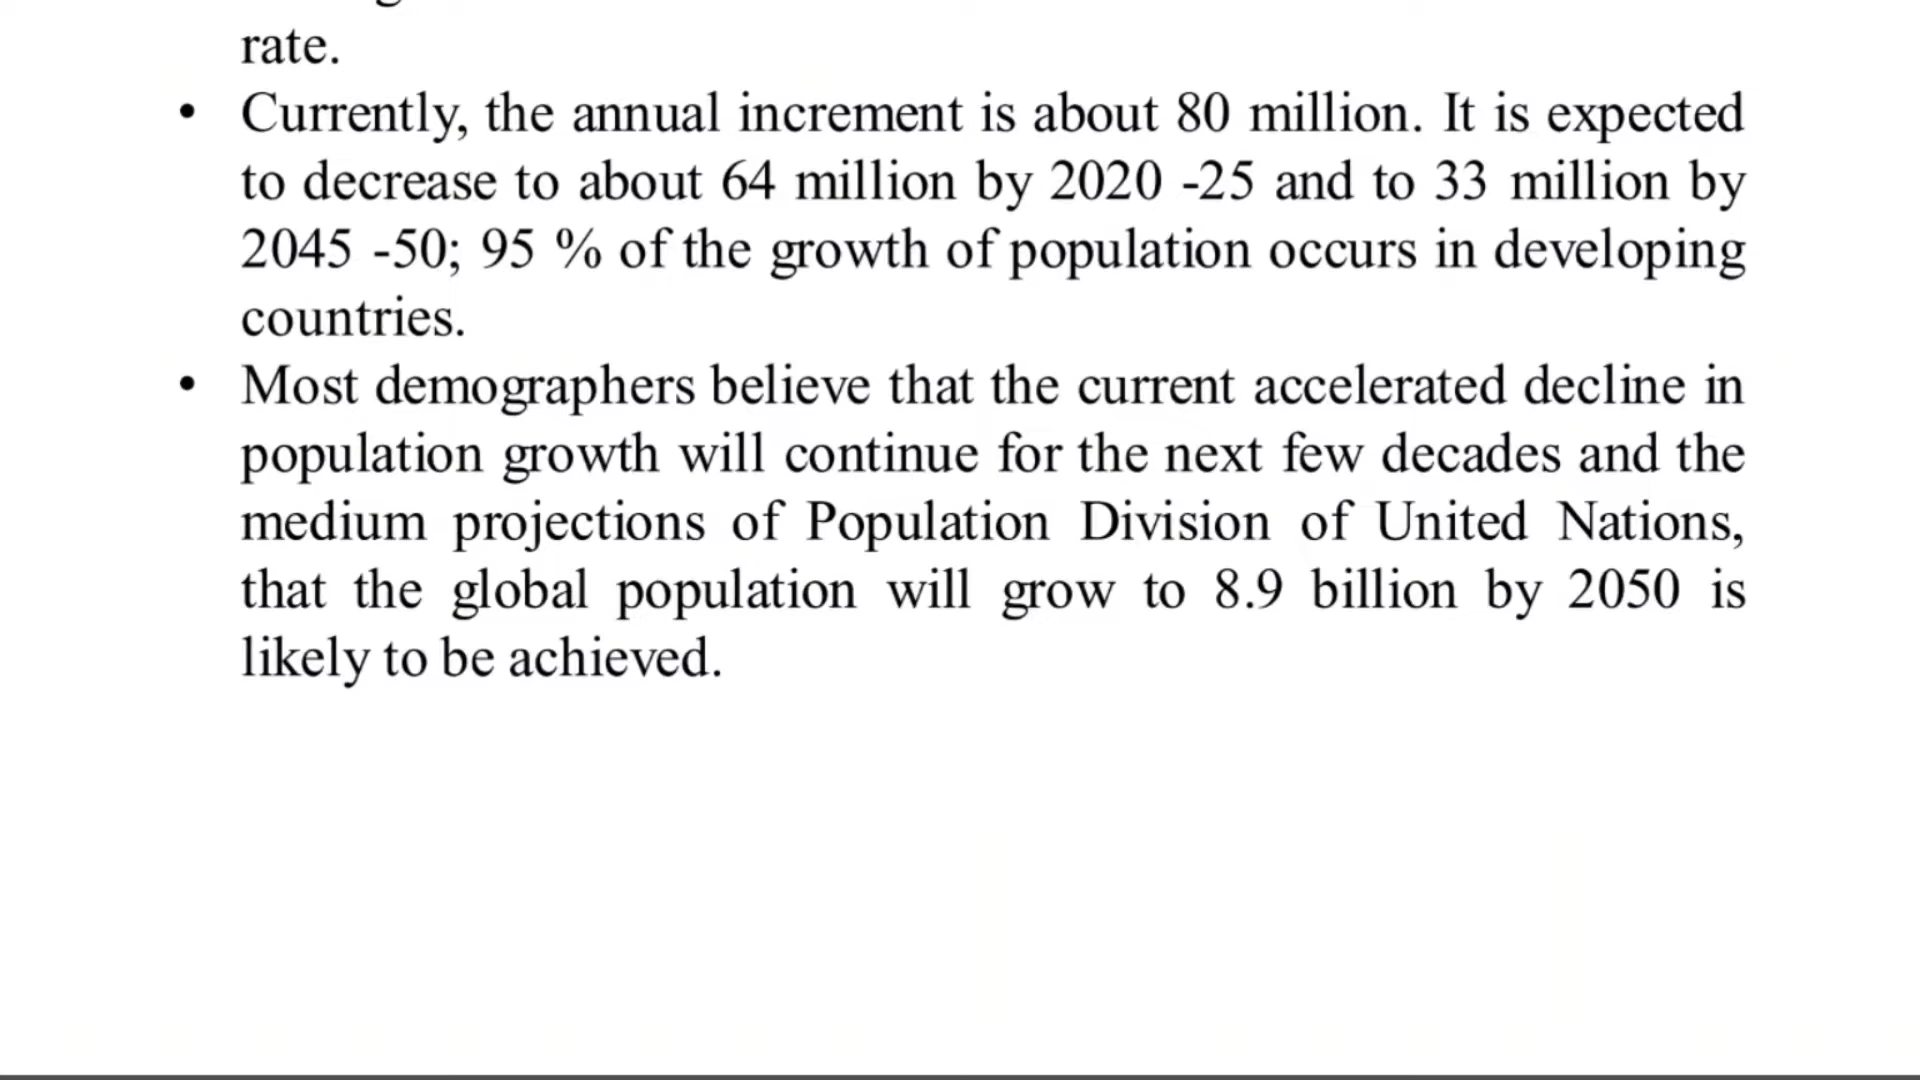 rate.
• Currently, the annual increment is about 80 million. It is expected
to decrease to about 64 million by 2020 -25 and to 33 million by
2045 -50; 95 % of the growth of population occurs in developing
countries.
• Most demographers believe that the current accelerated decline in
population growth will continue for the next few decades and the
medium projections of Population Division of United Nations,
that the global population will grow to 8.9 billion by 2050 is
likely to be achieved.